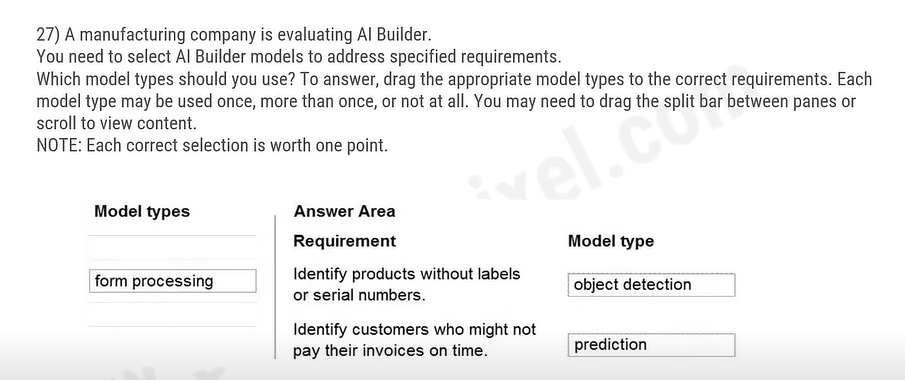 27) A manufacturing company is evaluating AI Builder.
You need to select AI Builder models to address specified requirements.
Which model types should you use? To answer, drag the appropriate model types to the correct requirements. Each
model type may be used once, more than once, or not at all. You may need to drag the split bar between panes or
scroll to view content.
NOTE: Each correct selection is worth one point.
Model types
form processing
Answer Area
Requirement
Model type
Identify products without labels
or serial numbers.
object detection
Identify customers who might not
pay their invoices on time.
prediction